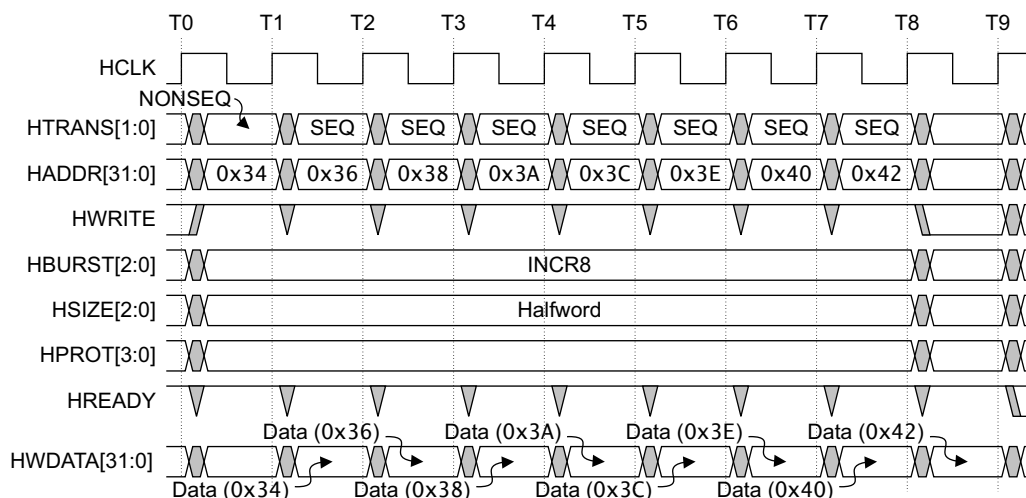 T0 T1 T2 T3 T4 T5 T6 T7 T8 T9
HCLK
NONSEQ
HTRANS[1:0] SEQ SEQ SEQ SEQ SEQ SEQ SEQ
HADDR[31:0] 0x34 0x36 0x38 0x3A 0x3C 0x3E 0x40 0x42
HWRITE
HBURST[2:0] INCR8
HSIZE[2:0] Halfword
HPROT[3:0]
HREADY
Data (0x36) Data (0x3A) Data (0x3E) Data (0x42)
HWDATA[31:0]
Data (0x34) Data (0x38) Data (0x3C) Data (0x40)